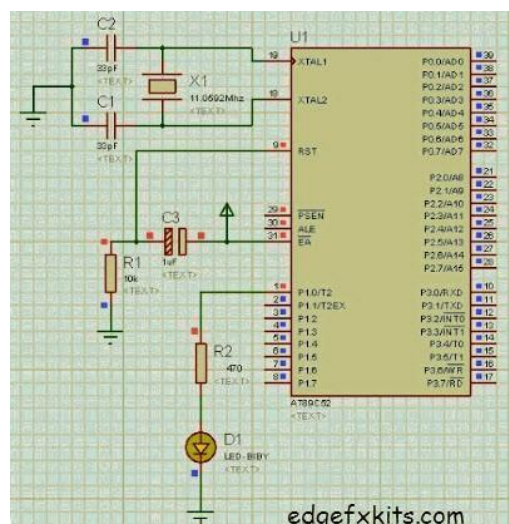 C2
33pF
<TEXT>
C1
33pF
<TEXT>
X1
11.0592Mhz
<TEXT>
U1
19 XTAL1
18 XTAL2
9 RST
29 PSEN
30 ALE
31 EA
1 P1.0/T2
2 P1.1/T2EX
3 P1.2
4 P1.3
5 P1.4
6 P1.5
7 P1.6
8 P1.7
P0.0/AD0 39
P0.1/AD1 38
P0.2/AD2 37
P0.3/AD3 36
P0.4/AD4 35
P0.5/AD5 34
P0.6/AD6 33
P0.7/AD7 32
P2.0/A8 21
P2.1/A9 22
P2.2/A10 23
P2.3/A11 24
P2.4/A12 25
P2.5/A13 26
P2.6/A14 27
P2.7/A15 28
P3.0/RXD 10
P3.1/TXD 11
P3.2/INT0 12
P3.3/INT1 13
P3.4/T0 14
P3.5/T1 15
P3.6/WR 16
P3.7/RD 17
AT89C52
<TEXT>
C3
1uF
<TEXT>
R1
10k
<TEXT>
R2
470
<TEXT>
D1
LED-BIBY
<TEXT>
edgefxkits.com